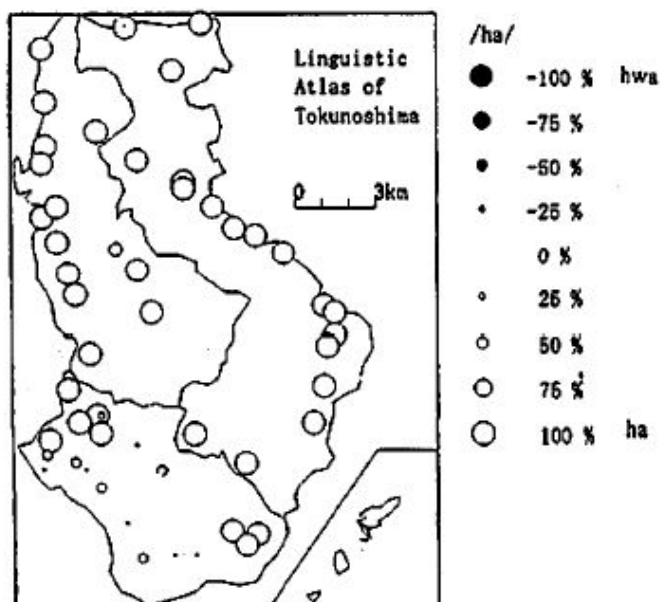 Linguistic
Atlas of
Tokunoshima
0 3km
/ha/
-100 % hwa
-75 %
-50 %
-25 %
0 %
25 %
50 %
75 %
100 % ha